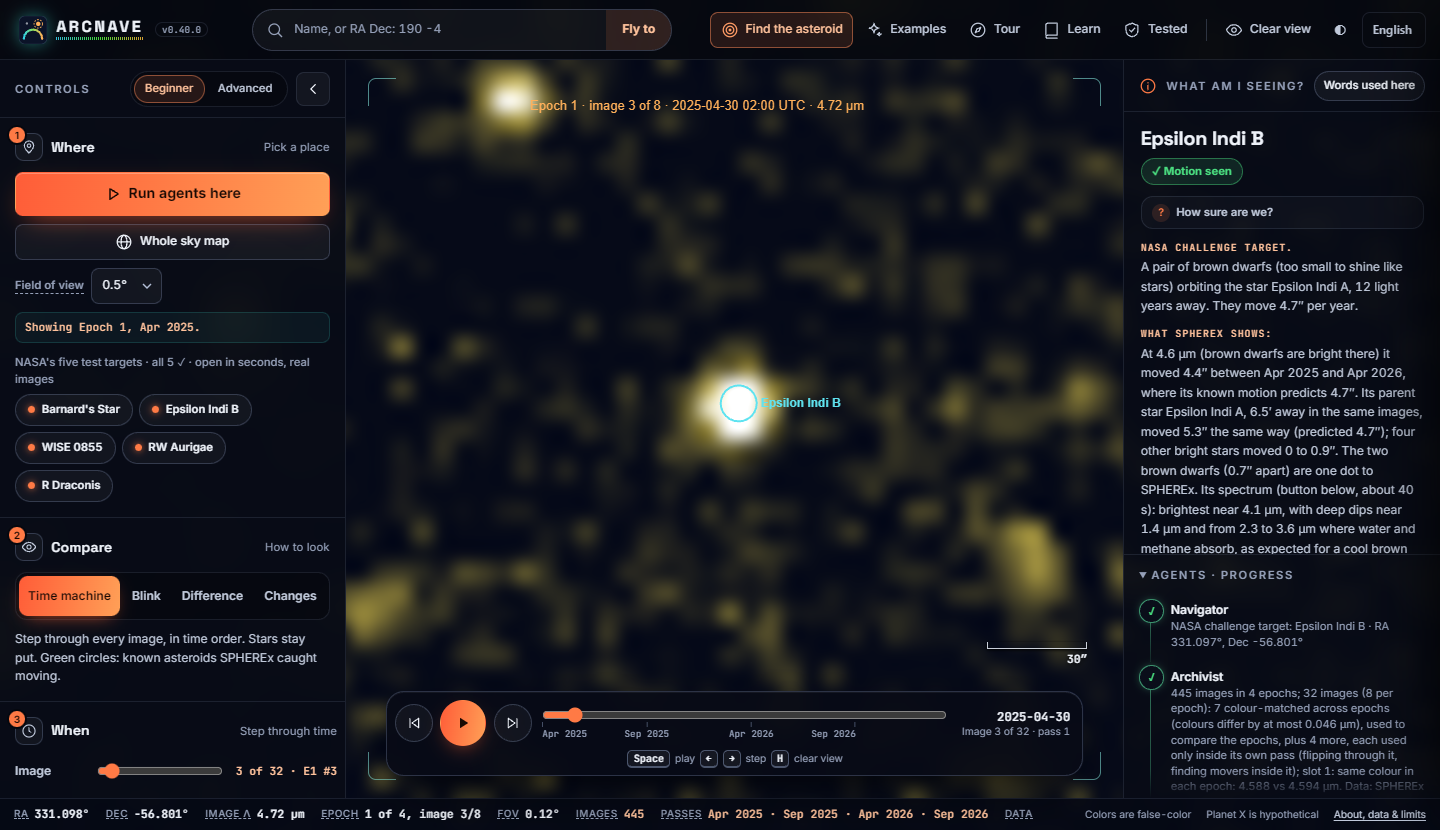 ARCNAVE v0.40.0 Name, or RA Dec: 190 -4 Fly to Find the asteroid Examples Tour Learn Tested Clear view English
CONTROLS Beginner Advanced
1 Where Pick a place
Run agents here
Whole sky map
Field of view 0.5°
Showing Epoch 1, Apr 2025.
NASA's five test targets · all 5 ✓ · open in seconds, real
images
Barnard's Star Epsilon Indi B
WISE 0855 RW Aurigae
R Draconis
2 Compare How to look
Time machine Blink Difference Changes
Step through every image, in time order. Stars stay
put. Green circles: known asteroids SPHEREx caught
moving.
3 When Step through time
Image 3 of 32 · E1 #3
Epoch 1 · image 3 of 8 · 2025-04-30 02:00 UTC · 4.72 µm
Epsilon Indi B
30″
2025-04-30
Image 3 of 32 · pass 1
Apr 2025 Sep 2025 Apr 2026 Sep 2026
Space play ← → step H clear view
WHAT AM I SEEING? Words used here
Epsilon Indi B
✓ Motion seen
? How sure are we?
NASA CHALLENGE TARGET.
A pair of brown dwarfs (too small to shine like
stars) orbiting the star Epsilon Indi A, 12 light
years away. They move 4.7″ per year.
WHAT SPHEREX SHOWS:
At 4.6 µm (brown dwarfs are bright there) it
moved 4.4″ between Apr 2025 and Apr 2026,
where its known motion predicts 4.7″. Its parent
star Epsilon Indi A, 6.5′ away in the same images,
moved 5.3″ the same way (predicted 4.7″); four
other bright stars moved 0 to 0.9″. The two
brown dwarfs (0.7″ apart) are one dot to
SPHEREx. Its spectrum (button below, about 40
s): brightest near 4.1 µm, with deep dips near
1.4 µm and from 2.3 to 3.6 µm where water and
methane absorb, as expected for a cool brown
▼ AGENTS · PROGRESS
✓ Navigator
NASA challenge target: Epsilon Indi B · RA
331.097°, Dec -56.801°
✓ Archivist
445 images in 4 epochs; 32 images (8 per
epoch): 7 colour-matched across epochs
(colours differ by at most 0.046 µm), used to
compare the epochs, plus 4 more, each used
only inside its own pass (flipping through it,
finding movers inside it); slot 1: same colour in
each epoch: 4.588 vs 4.594 µm. Data: SPHEREx
RA 331.098° DEC -56.801° IMAGE Λ 4.72 µm EPOCH 1 of 4, image 3/8 FOV 0.12° IMAGES 445 PASSES Apr 2025 · Sep 2025 · Apr 2026 · Sep 2026 DATA Colors are false-color Planet X is hypothetical About, data & limits